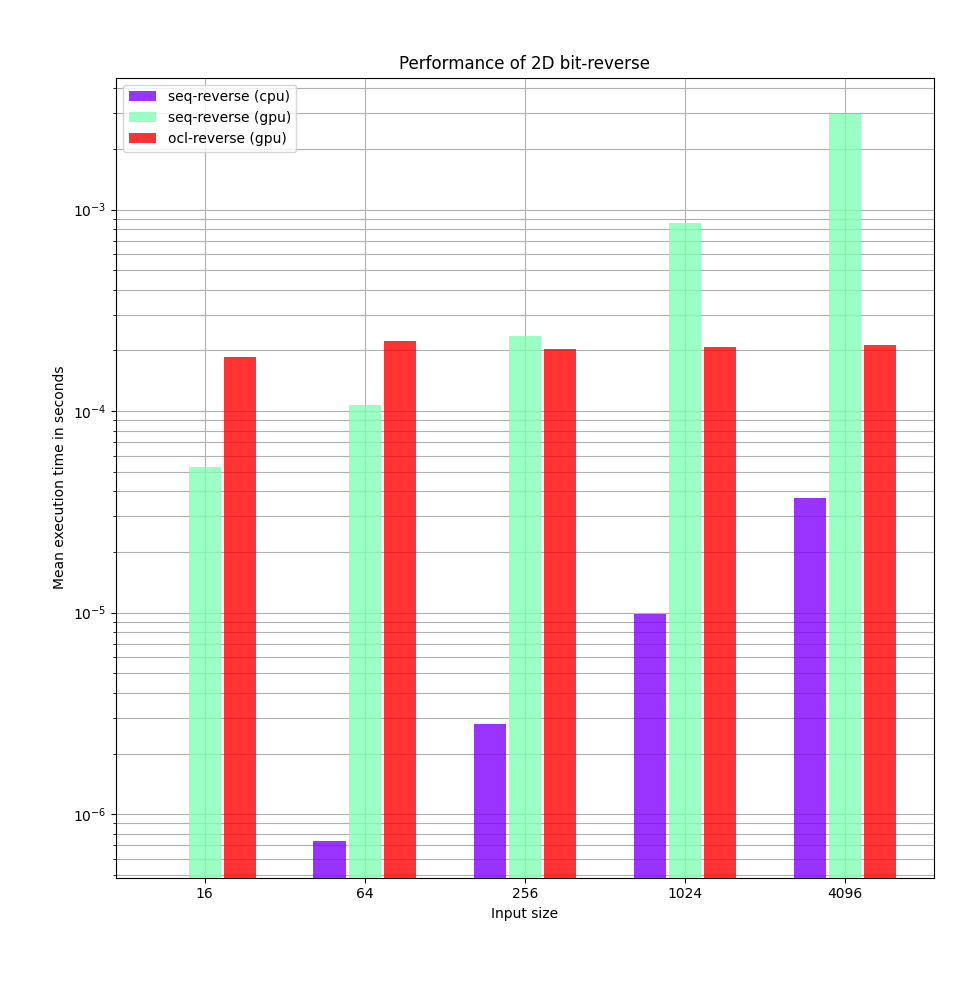 Performance of 2D bit-reverse
seq-reverse (cpu)
seq-reverse (gpu)
ocl-reverse (gpu)
Mean execution time in seconds
10⁻³
10⁻⁴
10⁻⁵
10⁻⁶
16 64 256 1024 4096
Input size